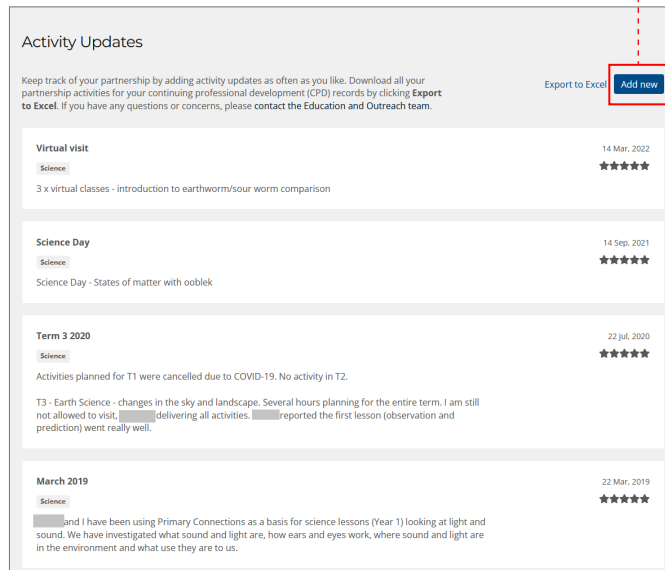 Activity Updates
Keep track of your partnership by adding activity updates as often as you like. Download all your
partnership activities for your continuing professional development (CPD) records by clicking Export
to Excel. If you have any questions or concerns, please contact the Education and Outreach team.
Export to Excel
Add new
Virtual visit
14 Mar, 2022
Science
3 x virtual classes - introduction to earthworm/sour worm comparison
Science Day
14 Sep, 2021
Science
Science Day - States of matter with ooblek
Term 3 2020
22 Jul, 2020
Science
Activities planned for T1 were cancelled due to COVID-19. No activity in T2.
T3 - Earth Science - changes in the sky and landscape. Several hours planning for the entire term. I am still
not allowed to visit, delivering all activities. reported the first lesson (observation and
prediction) went really well.
March 2019
22 Mar, 2019
Science
and I have been using Primary Connections as a basis for science lessons (Year 1) looking at light and
sound. We have investigated what sound and light are, how ears and eyes work, where sound and light are
in the environment and what use they are to us.